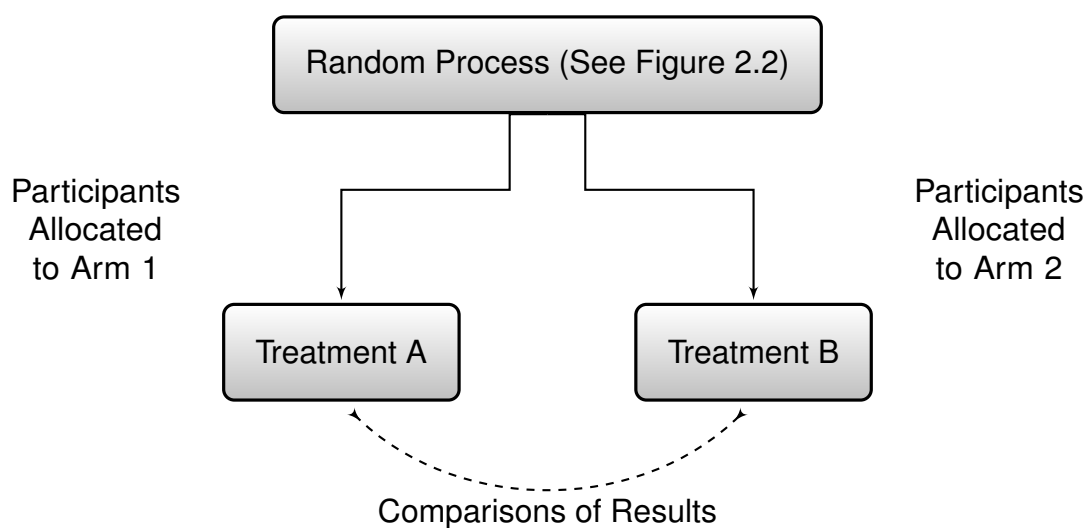 Random Process (See Figure 2.2)
Participants
Allocated
to Arm 1
Participants
Allocated
to Arm 2
Treatment A
Treatment B
Comparisons of Results